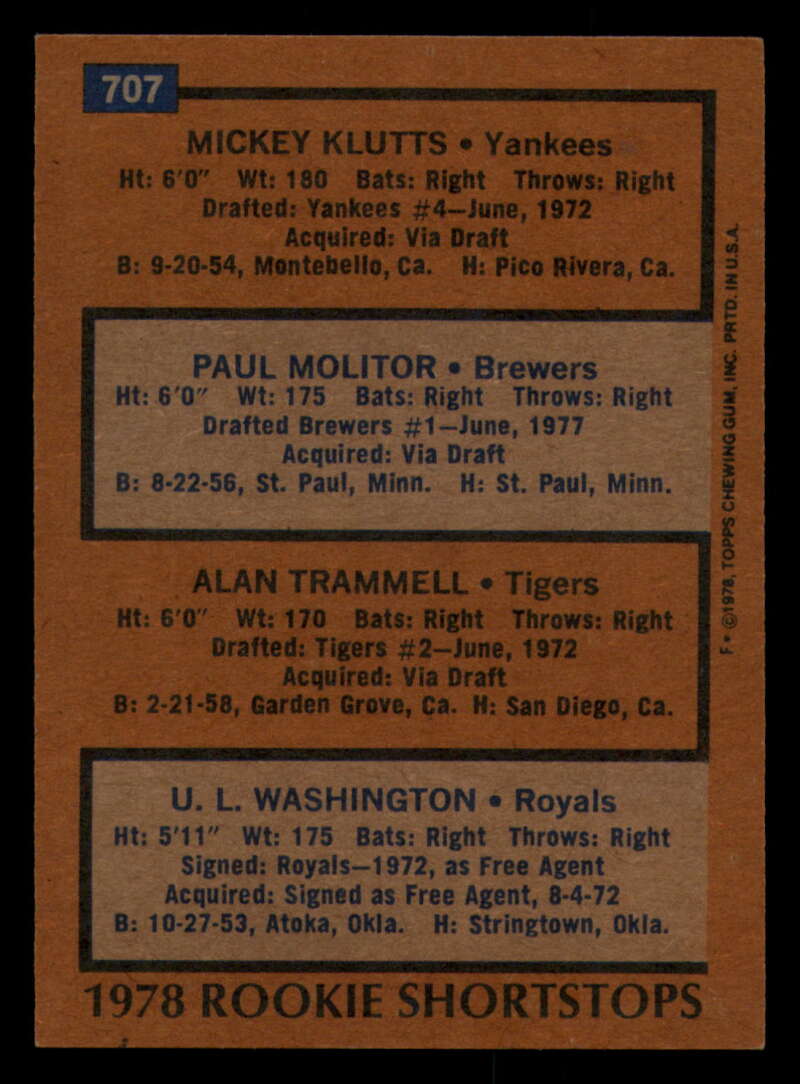 707
MICKEY KLUTTS • Yankees
Ht: 6'0" Wt: 180 Bats: Right Throws: Right
Drafted: Yankees #4—June, 1972
Acquired: Via Draft
B: 9-20-54, Montebello, Ca. H: Pico Rivera, Ca.
PAUL MOLITOR • Brewers
Ht: 6'0" Wt: 175 Bats: Right Throws: Right
Drafted Brewers #1—June, 1977
Acquired: Via Draft
B: 8-22-56, St. Paul, Minn. H: St. Paul, Minn.
ALAN TRAMMELL • Tigers
Ht: 6'0" Wt: 170 Bats: Right Throws: Right
Drafted: Tigers #2—June, 1972
Acquired: Via Draft
B: 2-21-58, Garden Grove, Ca. H: San Diego, Ca.
U. L. WASHINGTON • Royals
Ht: 5'11" Wt: 175 Bats: Right Throws: Right
Signed: Royals—1972, as Free Agent
Acquired: Signed as Free Agent, 8-4-72
B: 10-27-53, Atoka, Okla. H: Stringtown, Okla.
1978 ROOKIE SHORTSTOPS
F• ©1978, TOPPS CHEWING GUM, INC. PRTD. IN U.S.A.